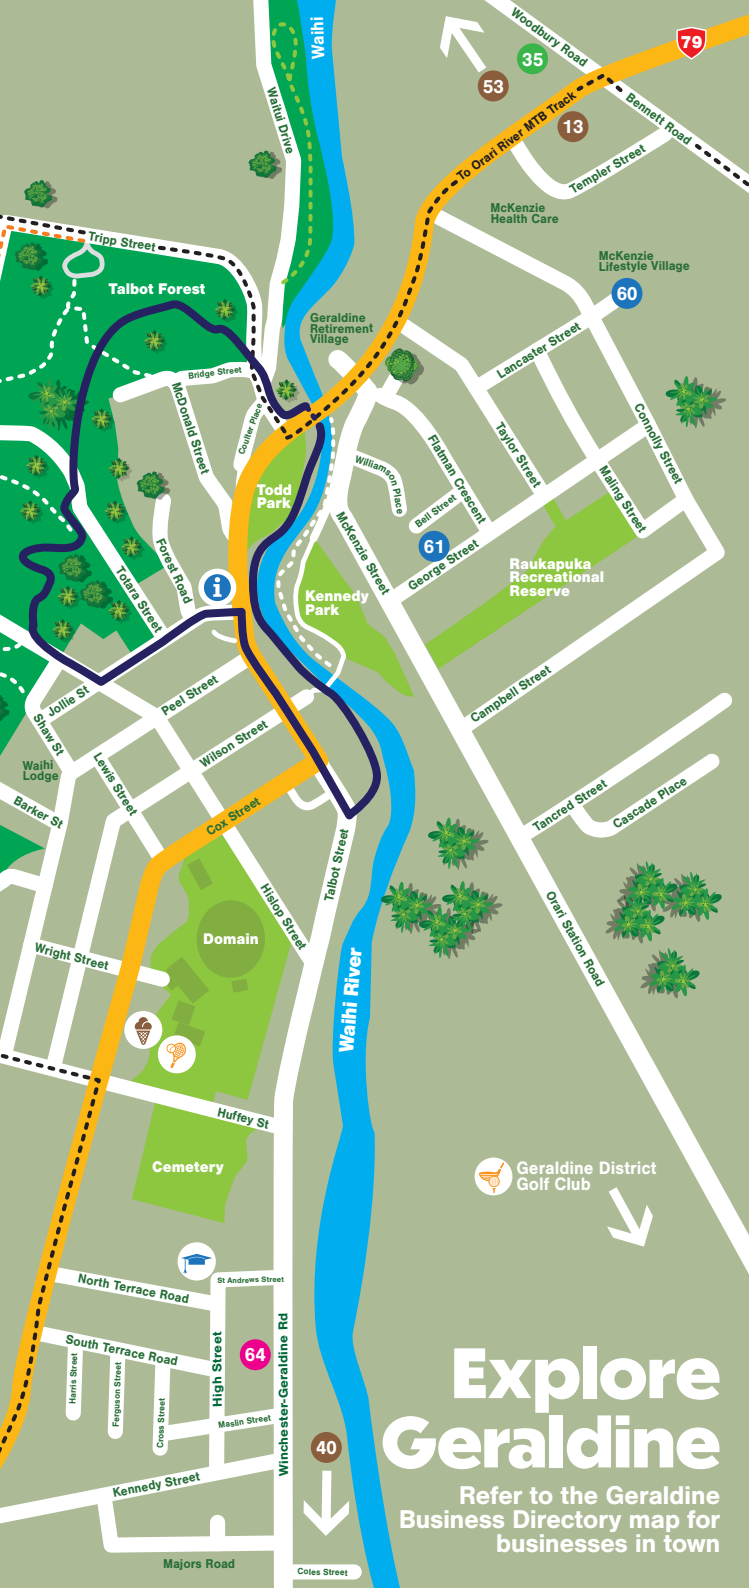 Waihi
Woodbury Road
79
35
53
13
Bennett Road
To Orari River MTB Track
Templer Street
Waitui Drive
McKenzie
Health Care
Tripp Street
McKenzie
Lifestyle Village
60
Talbot Forest
Geraldine
Retirement
Village
Lancaster Street
Bridge Street
McDonald Street
Coulter Place
Connolly Street
Taylor Street
Flatman Crescent
Williamson Place
Maling Street
Bell Street
Todd
Park
McKenzie Street
61
George Street
Raukapuka
Recreational
Reserve
Forest Road
Totara Street
i
Kennedy
Park
Jollie St
Peel Street
Shaw St
Wilson Street
Campbell Street
Waihi
Lodge
Lewis Street
Barker St
Cox Street
Tancred Street
Cascade Place
Talbot Street
Hislop Street
Orari Station Road
Domain
Wright Street
Waihi River
Huffey St
Cemetery
Geraldine District
Golf Club
North Terrace Road
St Andrews Street
South Terrace Road
High Street
64
Winchester-Geraldine Rd
Harris Street
Ferguson Street
Cross Street
Maslin Street
40
Kennedy Street
Majors Road
Coles Street
Explore
Geraldine
Refer to the Geraldine
Business Directory map for
businesses in town